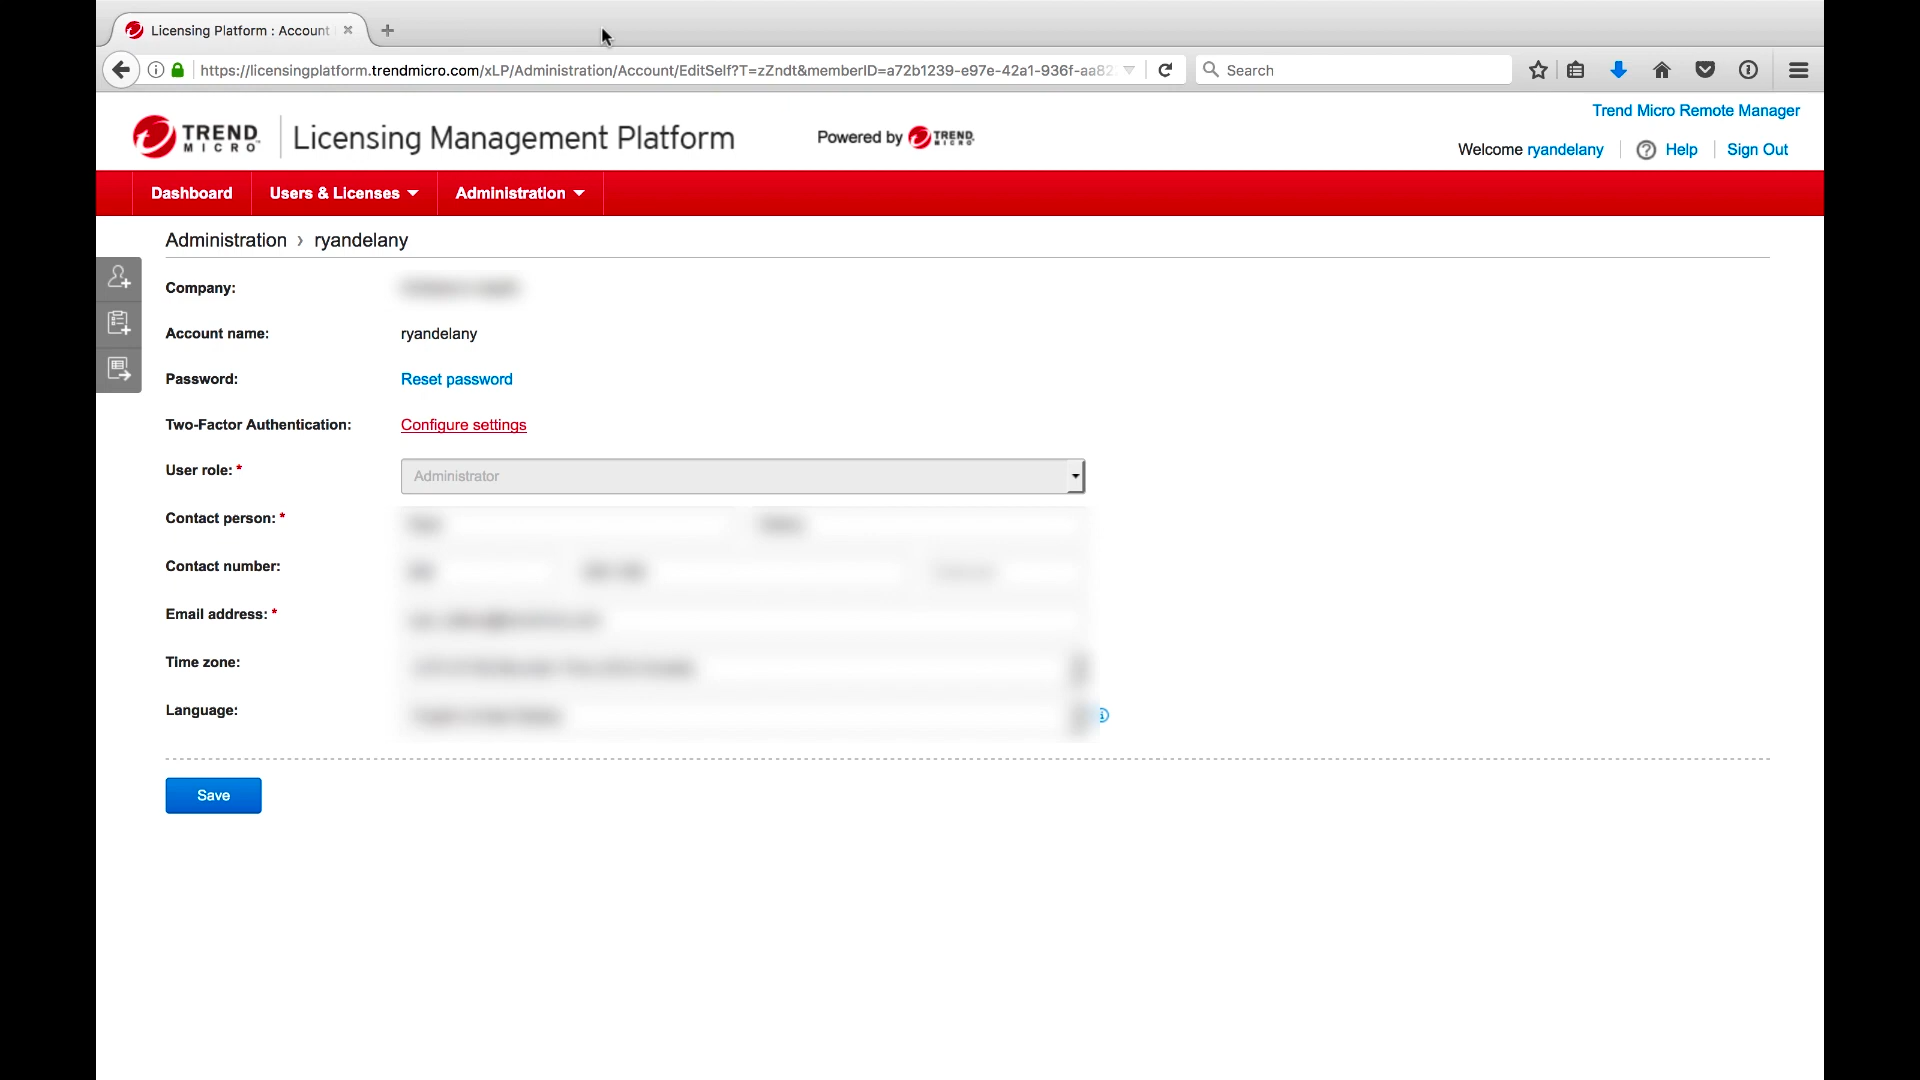 Licensing Platform : Account
https://licensingplatform.trendmicro.com/xLP/Administration/Account/EditSelf?T=zZndt&memberID=a72b1239-e97e-42a1-936f-aa82
Search
Trend Micro Remote Manager
TREND MICRO
Licensing Management Platform
Powered by TREND MICRO
Welcome ryandelany
Help
Sign Out
Dashboard
Users & Licenses
Administration
Administration › ryandelany
Company:
Account name: ryandelany
Password: Reset password
Two-Factor Authentication: Configure settings
User role: * Administrator
Contact person: *
Contact number:
Email address: *
Time zone:
Language:
Save